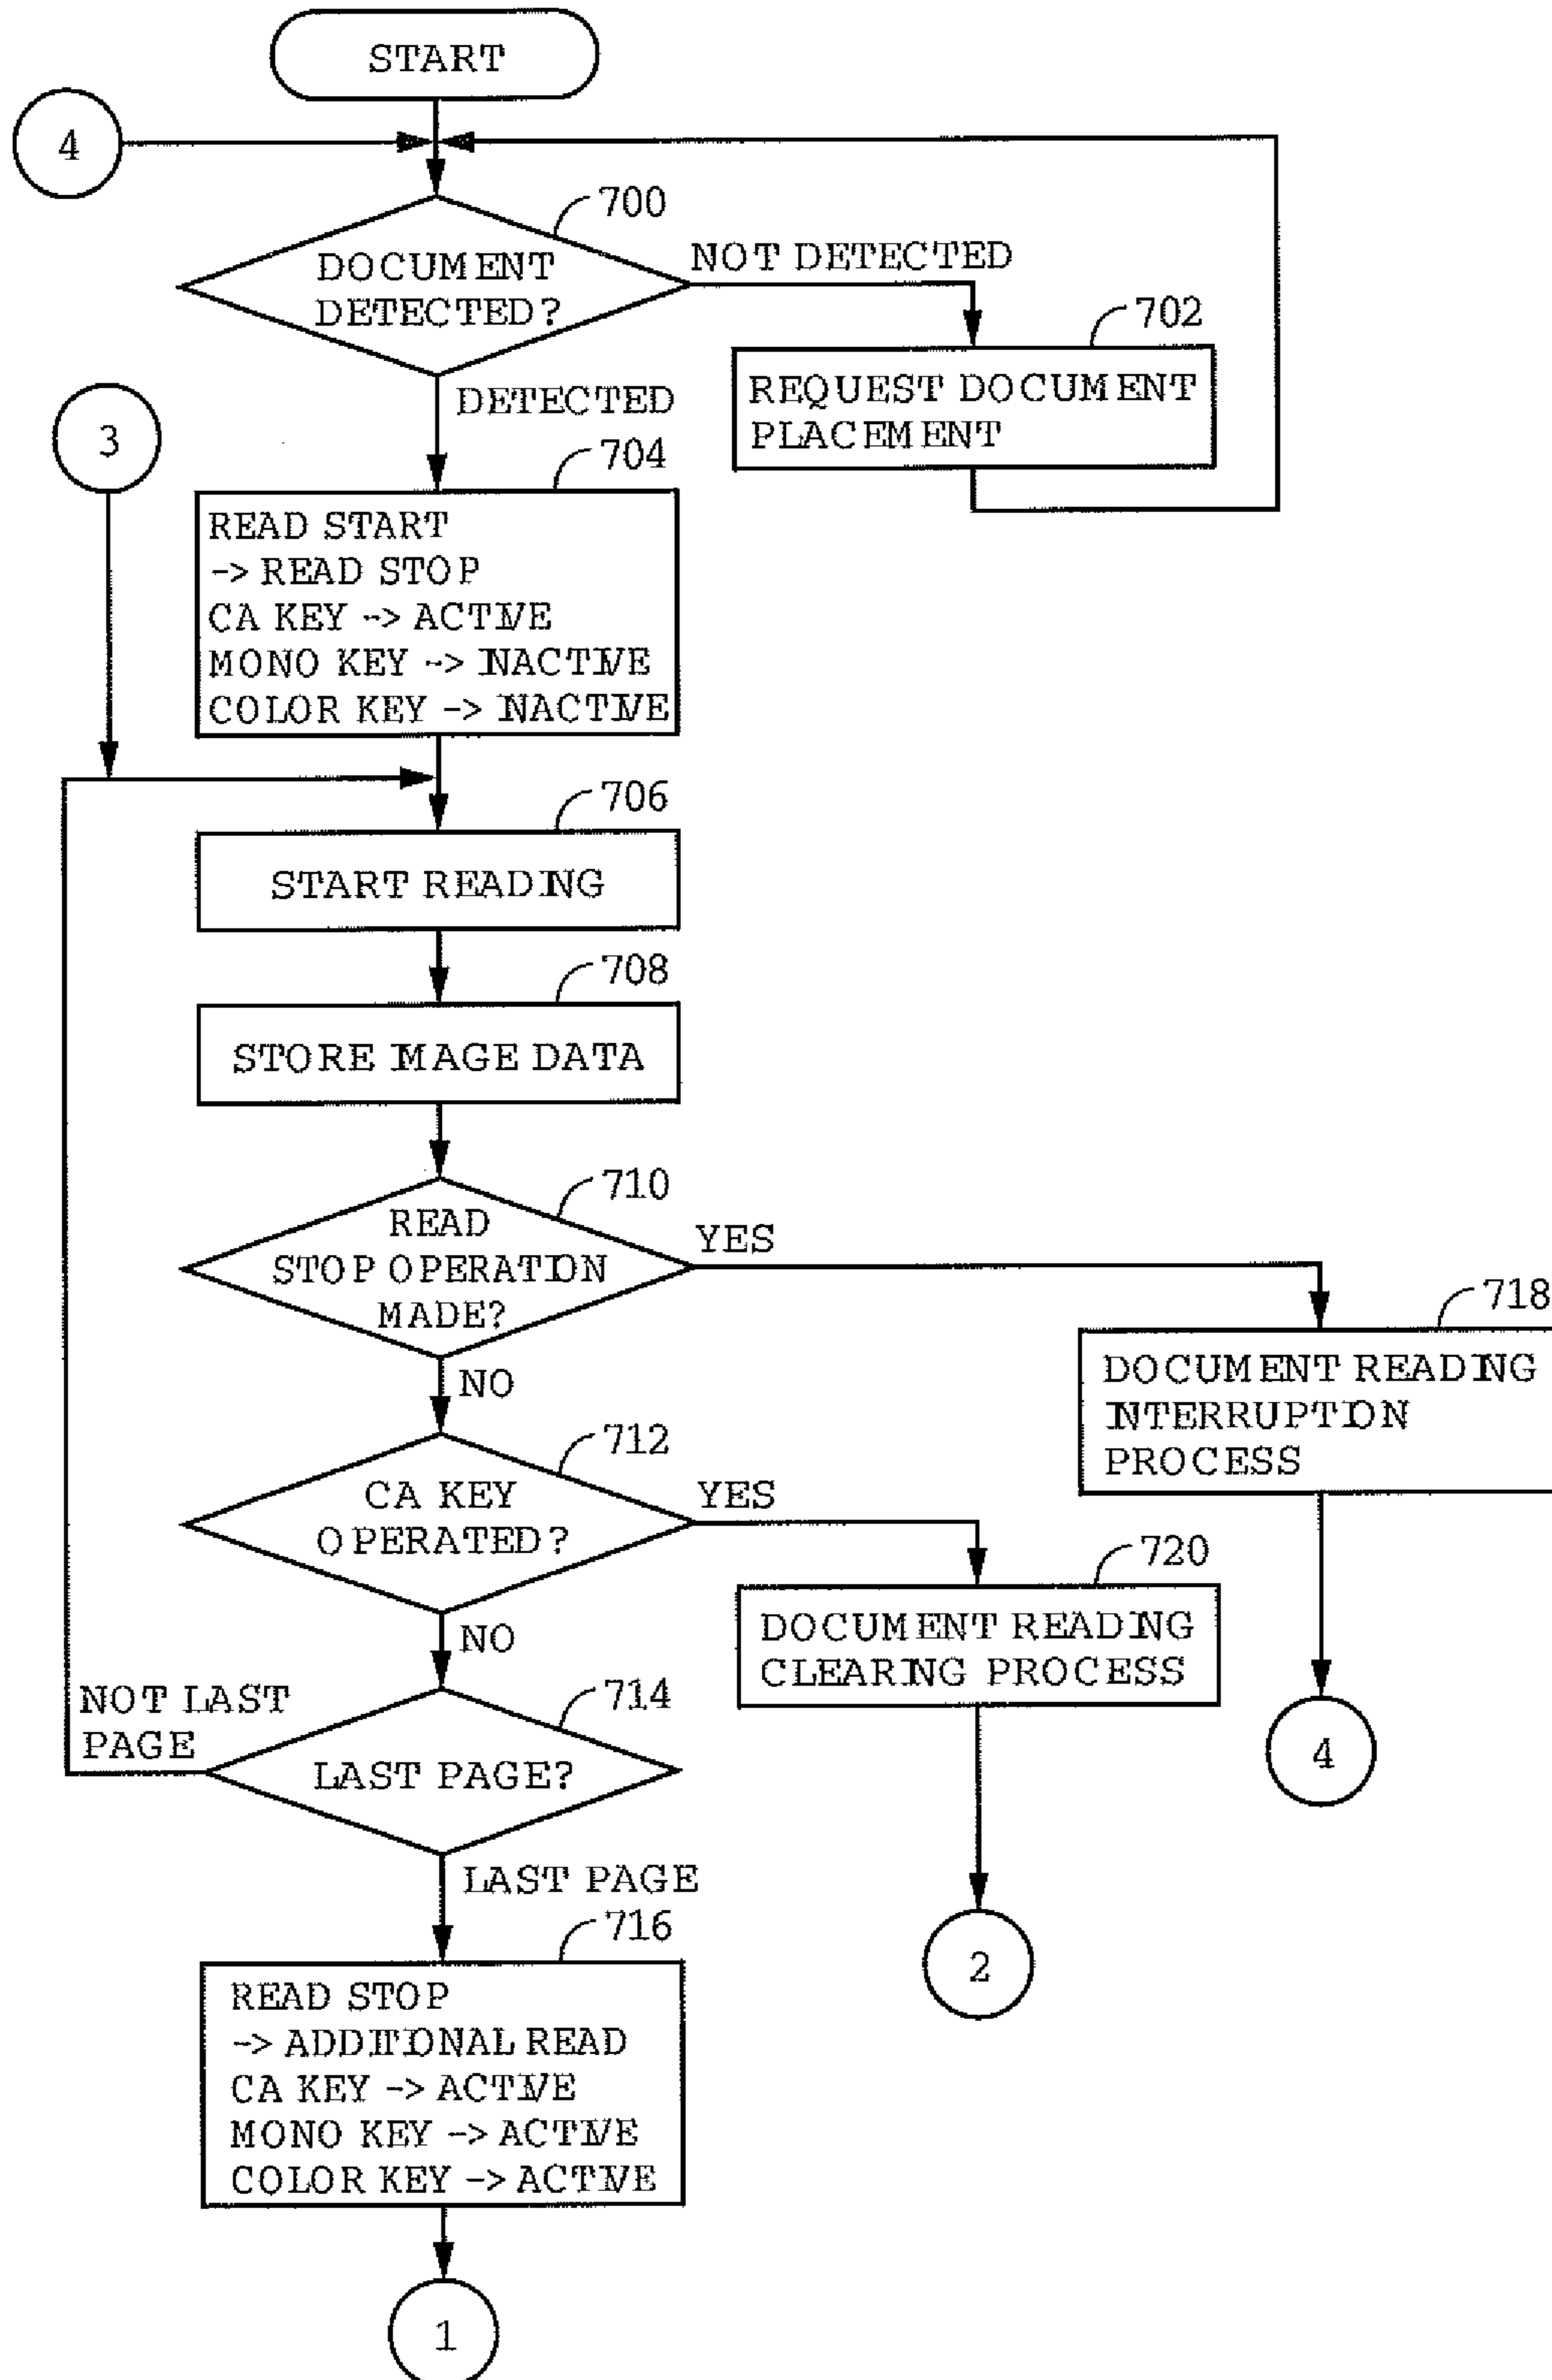 START
4
700
DOCUMENT
DETECTED?
NOT DETECTED
702
REQUEST DOCUMENT
PLACEMENT
DETECTED
3
704
READ START
-> READ STOP
CA KEY -> ACTIVE
MONO KEY -> INACTIVE
COLOR KEY -> INACTIVE
706
START READING
708
STORE IMAGE DATA
710
READ
STOP OPERATION
MADE?
YES
718
DOCUMENT READING
INTERRUPTION
PROCESS
NO
712
CA KEY
OPERATED?
YES
720
DOCUMENT READING
CLEARING PROCESS
NO
4
NOT LAST
PAGE
714
LAST PAGE?
LAST PAGE
2
716
READ STOP
-> ADDITIONAL READ
CA KEY -> ACTIVE
MONO KEY -> ACTIVE
COLOR KEY -> ACTIVE
1